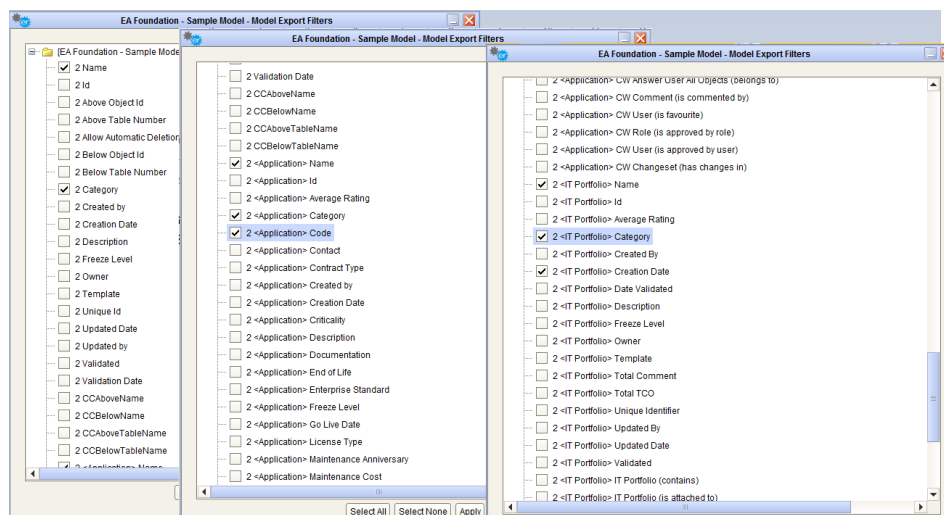 EA Foundation - Sample Model - Model Export Filters
[EA Foundation - Sample Mode
2 Name
2 Id
2 Above Object Id
2 Above Table Number
2 Allow Automatic Deletion
2 Below Object Id
2 Below Table Number
2 Category
2 Created by
2 Creation Date
2 Description
2 Freeze Level
2 Owner
2 Template
2 Unique Id
2 Updated Date
2 Updated by
2 Validated
2 Validation Date
2 CCAboveName
2 CCBelowName
2 CCAboveTableName
2 CCBelowTableName
2 <Application> Name
EA Foundation - Sample Model - Model Export Filters
2 Validation Date
2 CCAboveName
2 CCBelowName
2 CCAboveTableName
2 CCBelowTableName
2 <Application> Name
2 <Application> Id
2 <Application> Average Rating
2 <Application> Category
2 <Application> Code
2 <Application> Contact
2 <Application> Contract Type
2 <Application> Created by
2 <Application> Creation Date
2 <Application> Criticality
2 <Application> Description
2 <Application> Documentation
2 <Application> End of Life
2 <Application> Enterprise Standard
2 <Application> Freeze Level
2 <Application> Go Live Date
2 <Application> License Type
2 <Application> Maintenance Anniversary
2 <Application> Maintenance Cost
Select All Select None Apply
EA Foundation - Sample Model - Model Export Filters
2 <Application> CW Answer User All Objects (belongs to)
2 <Application> CW Comment (is commented by)
2 <Application> CW User (is favourite)
2 <Application> CW Role (is approved by role)
2 <Application> CW User (is approved by user)
2 <Application> CW Changeset (has changes in)
2 <IT Portfolio> Name
2 <IT Portfolio> Id
2 <IT Portfolio> Average Rating
2 <IT Portfolio> Category
2 <IT Portfolio> Created By
2 <IT Portfolio> Creation Date
2 <IT Portfolio> Date Validated
2 <IT Portfolio> Description
2 <IT Portfolio> Freeze Level
2 <IT Portfolio> Owner
2 <IT Portfolio> Template
2 <IT Portfolio> Total Comment
2 <IT Portfolio> Total TCO
2 <IT Portfolio> Unique Identifier
2 <IT Portfolio> Updated By
2 <IT Portfolio> Updated Date
2 <IT Portfolio> Validated
2 <IT Portfolio> IT Portfolio (contains)
2 <IT Portfolio> IT Portfolio (is attached to)